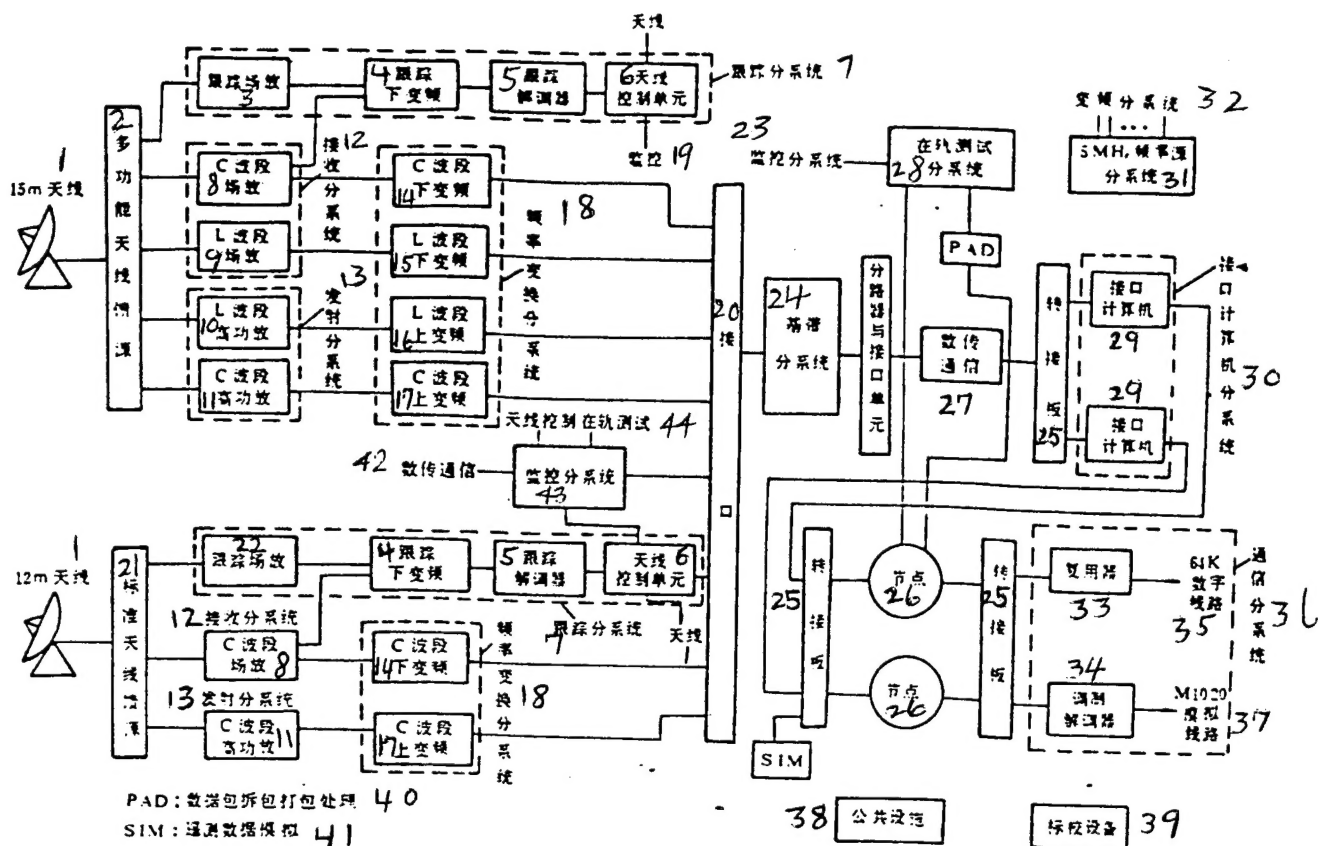 天线
跟踪场放 3
4 跟踪下变频
5 跟踪解调器
6 天线控制单元
跟踪分系统 7
监控 19
1
15m 天线
2 多功能天线馈源
C 波段 8 场放
L 波段 9 场放
接收分系统 12
L 波段 10 高功放
C 波段 11 高功放
发射分系统 13
C 波段 14 下变频
L 波段 15 下变频
L 波段 16 上变频
C 波段 17 上变频
频率变换分系统 18
20 接口
23
监控分系统
在轨测试 28 分系统
变频分系统 32
5MHz频率源分系统 31
PAD
24 基带分系统
分路器与接口单元
数传通信
27
转接板 25
接口计算机
29
29
接口计算机
接口计算机分系统 30
天线控制 在轨测试 44
42 数传通信
监控分系统
43
1
12m 天线
21 标准天线馈源
22
跟踪场放
4 跟踪下变频
5 跟踪解调器
天线 6 控制单元
跟踪分系统 7
天线
12 接收分系统
C 波段场放 8
13 发射分系统
C 波段高功放 11
14 C 波段下变频
C 波段 17 上变频
频率变换分系统 18
25 转接板
节点 26
节点 26
25 转接板
SIM
复用器
33
34
调制解调器
64K 数字线路
35
M1020 模拟线路 37
通信分系统 36
PAD：数据包拆包打包处理 40
SIM：遥测数据模拟 41
38 公共设施
标校设备 39